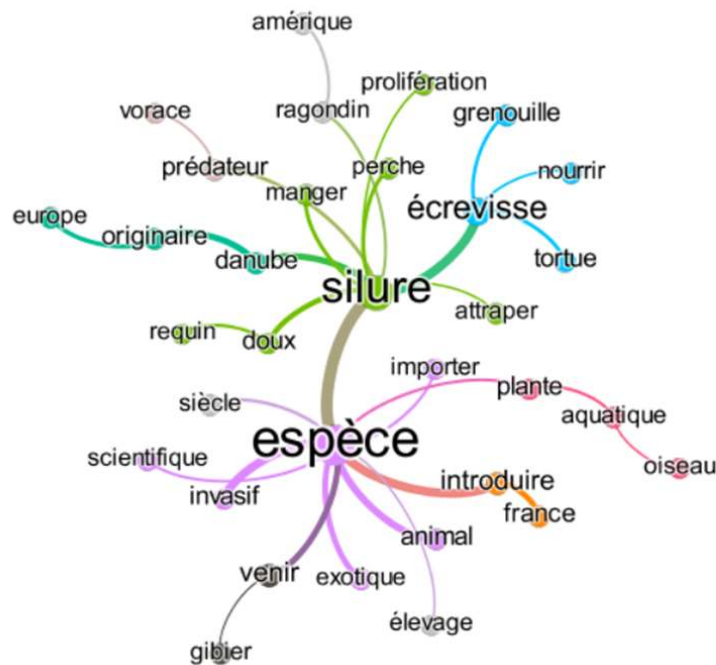 amérique
prolifération
vorace
ragondin
grenouille
prédateur
perche
nourrir
manger
écrevisse
europe
originaire
danube
tortue
silure
attraper
requin
doux
importer
plante
siècle
aquatique
espèce
scientifique
oiseau
introduire
invasif
france
animal
venir
exotique
élevage
gibier